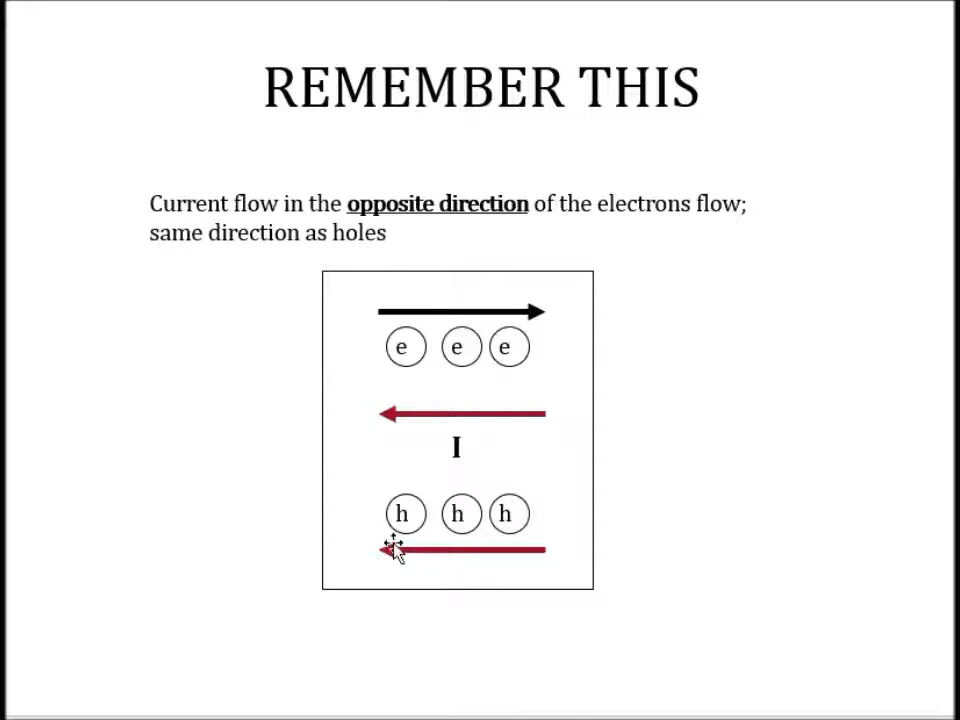 REMEMBER THIS
Current flow in the opposite direction of the electrons flow;
same direction as holes
e e e
I
h h h